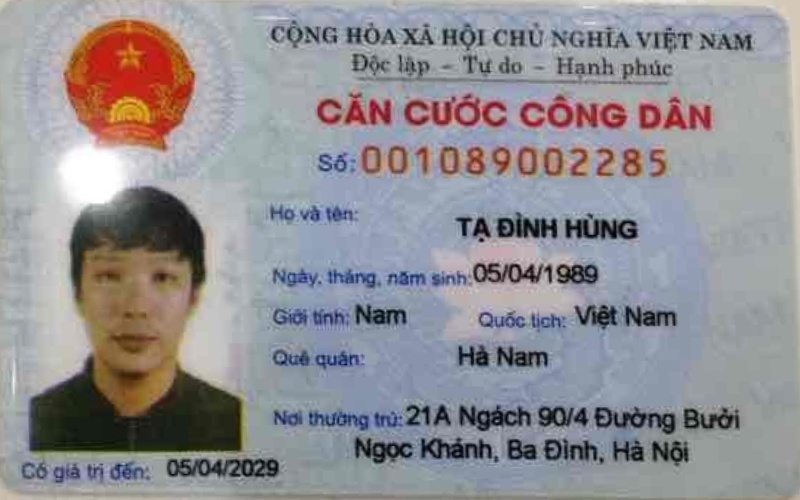 CỘNG HÒA XÃ HỘI CHỦ NGHĨA VIỆT NAM
Độc lập - Tự do - Hạnh phúc
CĂN CƯỚC CÔNG DÂN
Số: 001089002285
Họ và tên: TẠ ĐÌNH HÙNG
Ngày, tháng, năm sinh: 05/04/1989
Giới tính: Nam Quốc tịch: Việt Nam
Quê quán: Hà Nam
Nơi thường trú: 21A Ngách 90/4 Đường Bưởi
Ngọc Khánh, Ba Đình, Hà Nội
Có giá trị đến: 05/04/2029